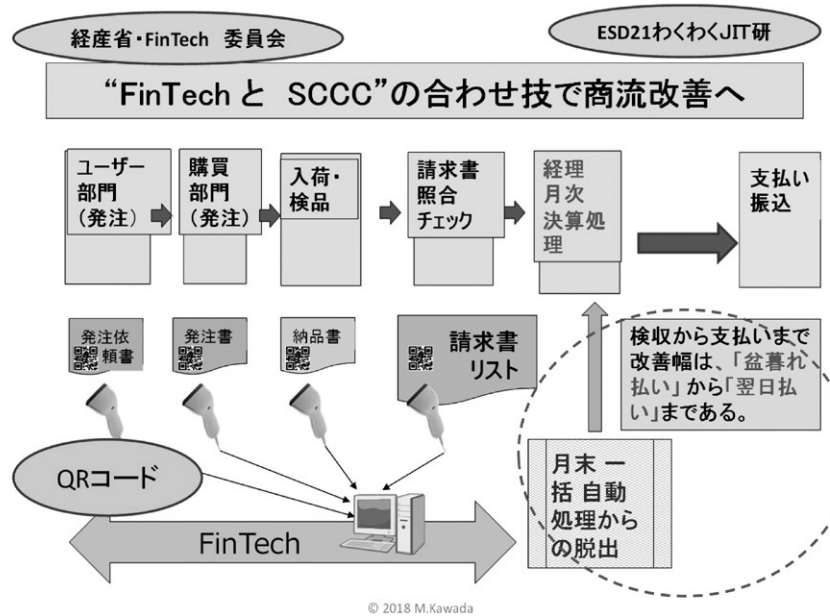 経産省・FinTech 委員会
ESD21わくわくJIT研
“FinTech と SCCC”の合わせ技で商流改善へ
ユーザー
部門
(発注)
購買
部門
(発注)
入荷・
検品
請求書
照合
チェック
経理
月次
決算処
理
支払い
振込
発注依
頼書
発注書
納品書
請求書
リスト
検収から支払いまで
改善幅は、「盆暮れ
払い」から「翌日払
い」まである。
QRコード
月末 一
括 自動
処理から
の脱出
FinTech
© 2018 M.Kawada